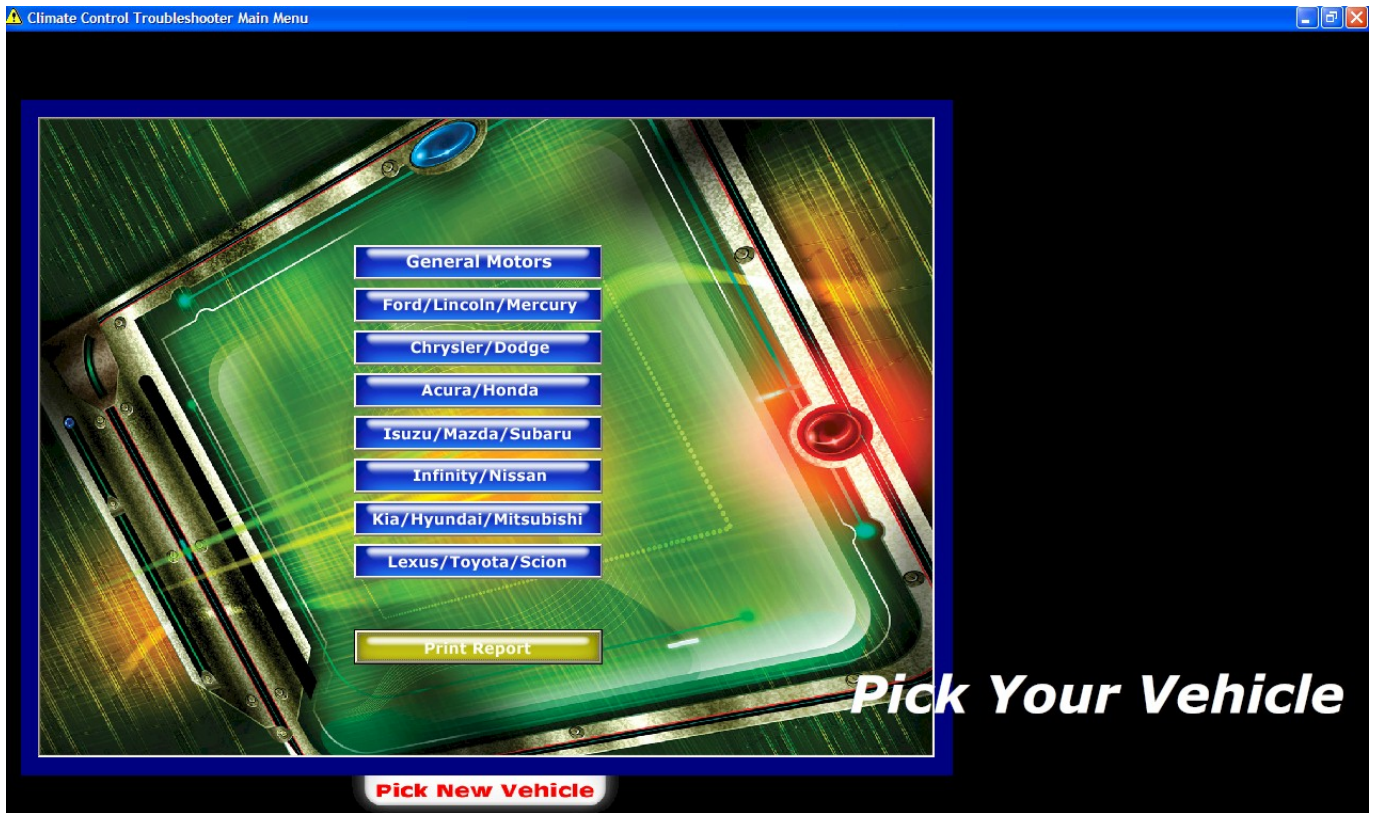 Climate Control Troubleshooter Main Menu
General Motors
Ford/Lincoln/Mercury
Chrysler/Dodge
Acura/Honda
Isuzu/Mazda/Subaru
Infinity/Nissan
Kia/Hyundai/Mitsubishi
Lexus/Toyota/Scion
Print Report
Pick Your Vehicle
Pick New Vehicle